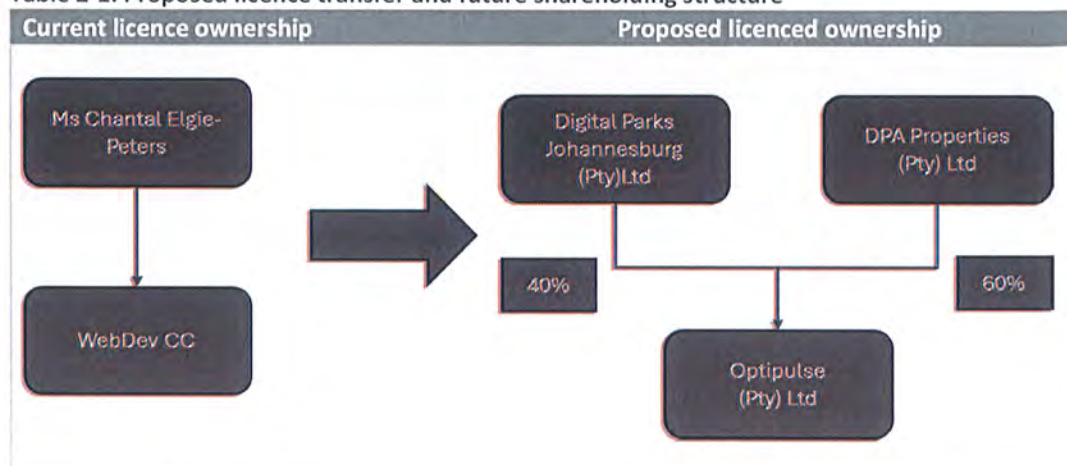 Current licence ownership
Proposed licenced ownership
Ms Chantal Elgie-
Peters
WebDev CC
Digital Parks
Johannesburg
(Pty)Ltd
DPA Properties
(Pty) Ltd
40%
60%
Optipulse
(Pty) Ltd